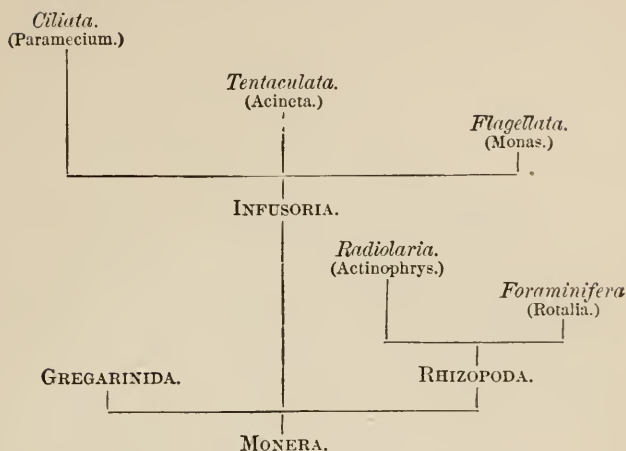 Ciliata.
(Paramecium.)
Tentaculata.
(Acineta.)
Flagellata.
(Monas.)
INFUSORIA.
Radiolaria.
(Actinophrys.)
Foraminifera
(Rotalia.)
GREGARINIDA.
RHIZOPODA.
MONERA.